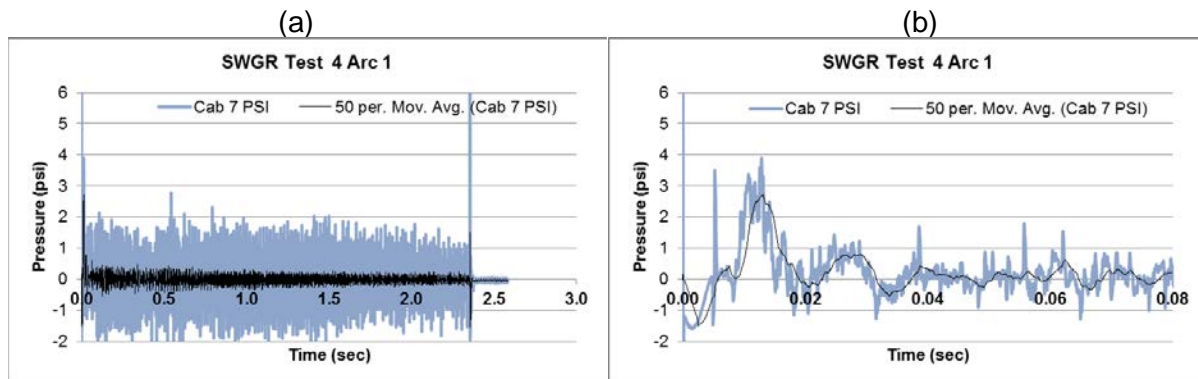 (a)
SWGR Test 4 Arc 1
Cab 7 PSI
50 per. Mov. Avg. (Cab 7 PSI)
6
5
4
3
2
1
0
-1
-2
Pressure (psi)
0.0 0.5 1.0 1.5 2.0 2.5 3.0
Time (sec)
(b)
SWGR Test 4 Arc 1
Cab 7 PSI
50 per. Mov. Avg. (Cab 7 PSI)
6
5
4
3
2
1
0
-1
-2
Pressure (psi)
0.00 0.02 0.04 0.06 0.08
Time (sec)